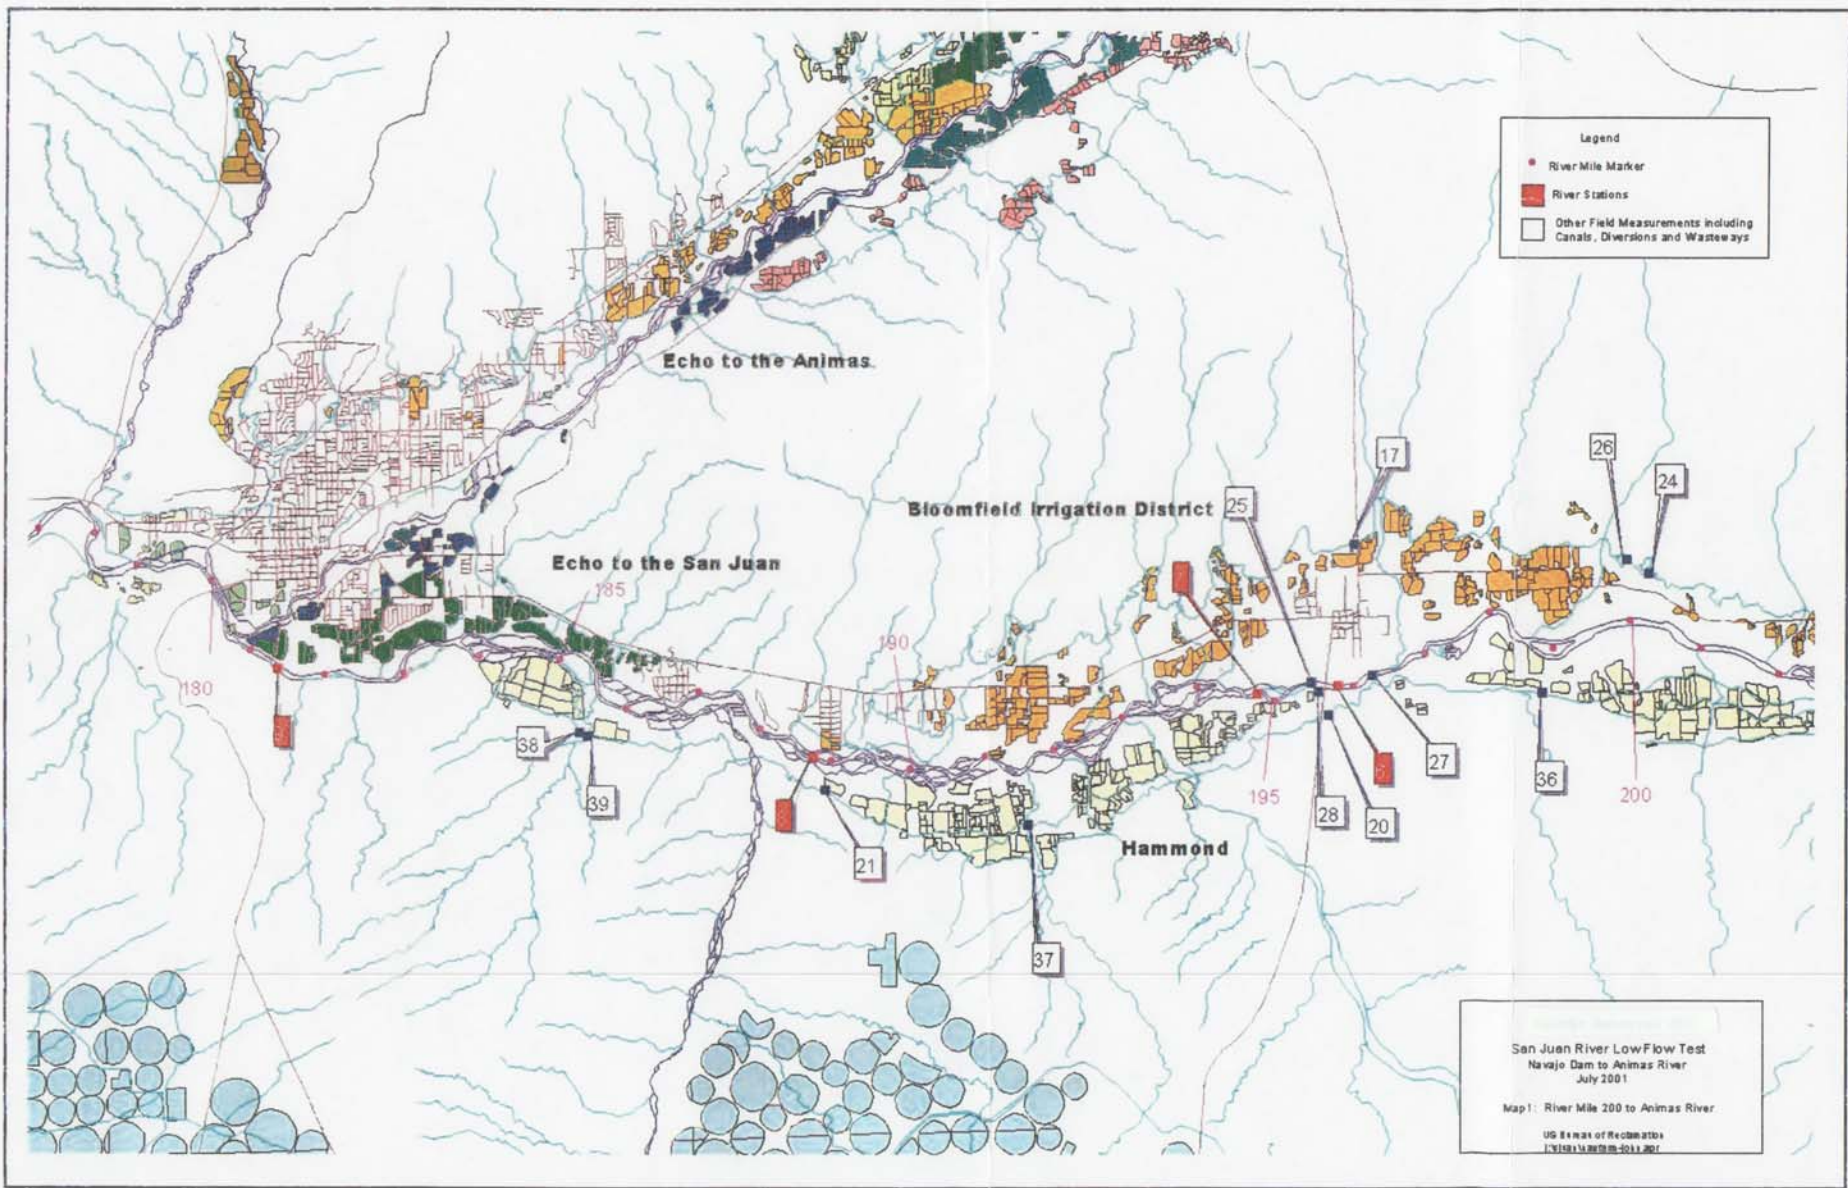 Legend
River Mile Marker
River Stations
Other Field Measurements including
Canals, Diversions and Wasteways
Echo to the Animas
Bloomfield Irrigation District
25
17
26
24
Echo to the San Juan
185
190
180
38
39
21
37
Hammond
195
28
20
27
36
200
San Juan River Low Flow Test
Navajo Dam to Animas River
July 2001
Map 1: River Mile 200 to Animas River
US Bureau of Reclamation